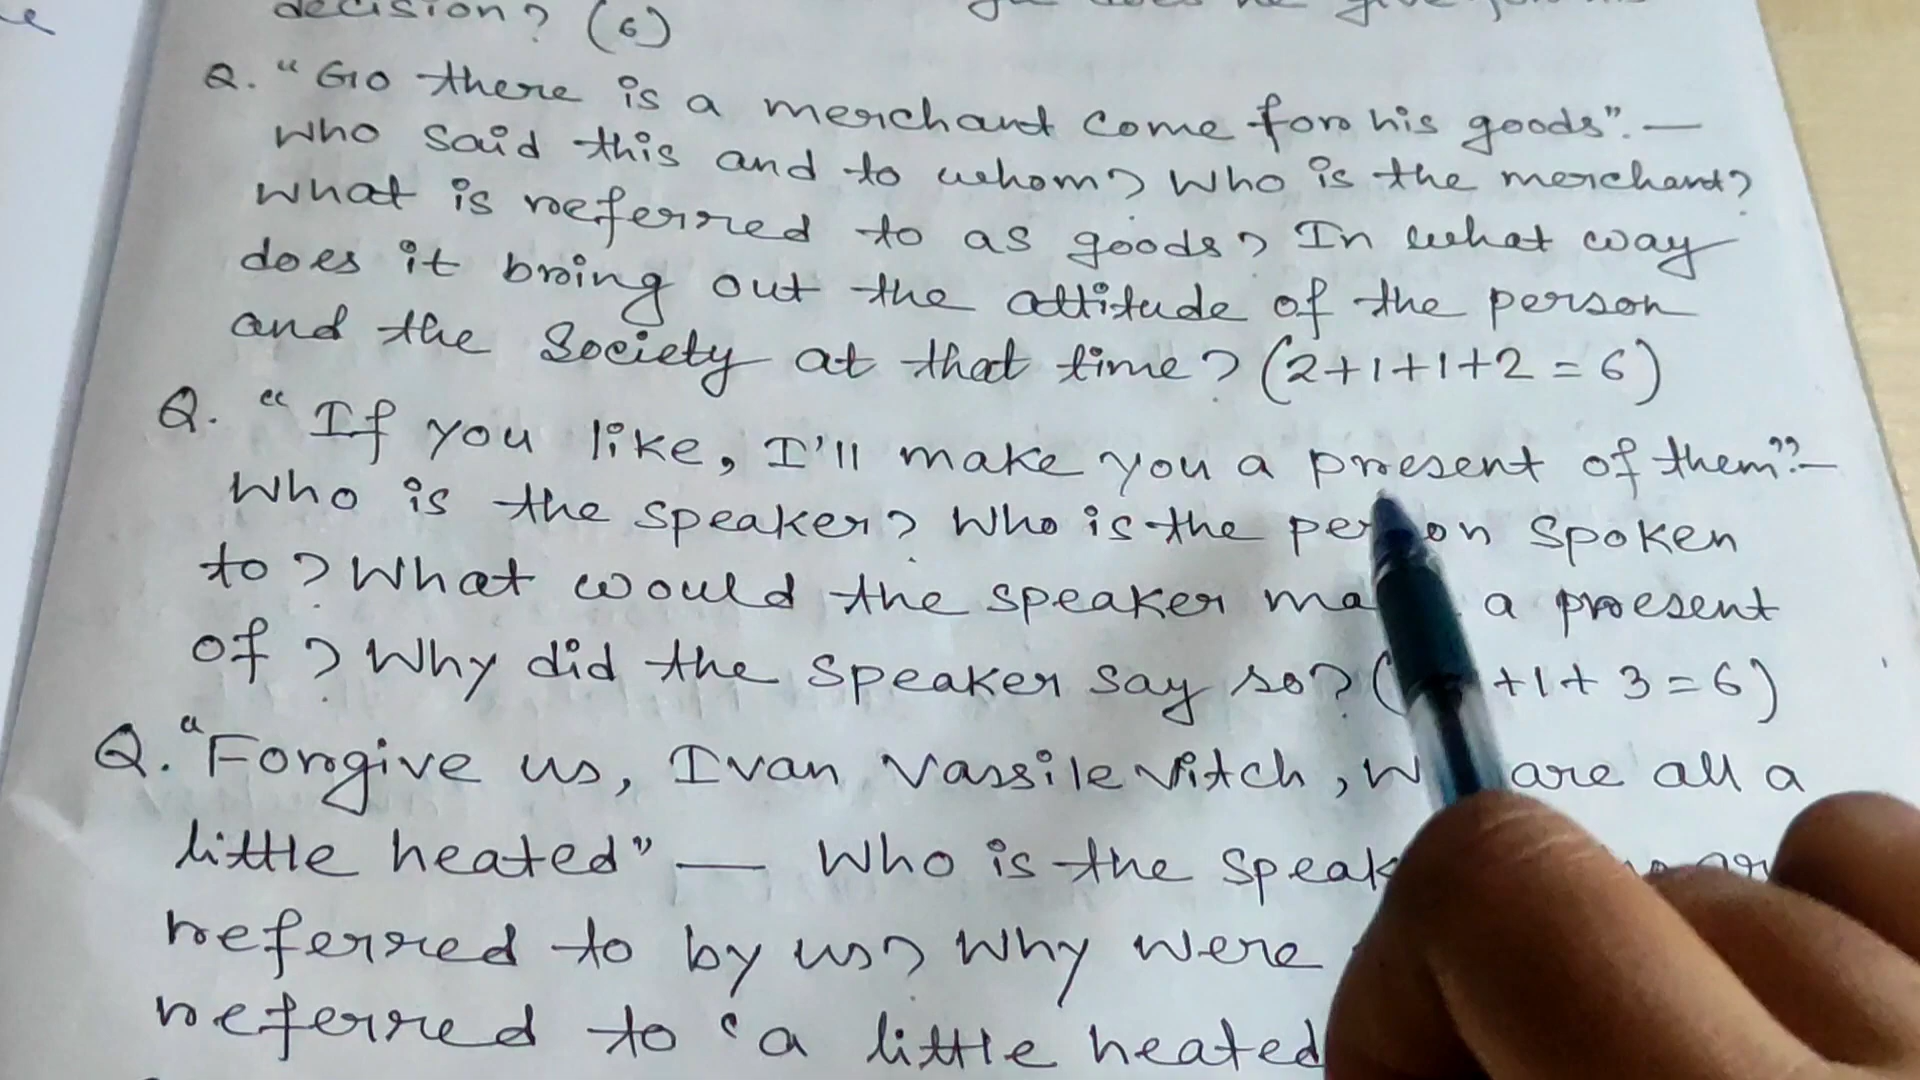 decision? (6)
Q. "Go there is a merchant come for his goods". —
Who said this and to whom? Who is the merchant?
What is referred to as goods? In what way
does it bring out the attitude of the person
and the Society at that time? (2+1+1+2=6)
Q. "If you like, I'll make you a present of them". —
Who is the speaker? Who is the person spoken
to? What would the speaker a present
of? Why did the speaker say so? ( +1+3=6)
Q. "Forgive us, Ivan Vassilevitch, are all a
little heated" — Who is the
referred to by us? Why were
referred to 'a little heated